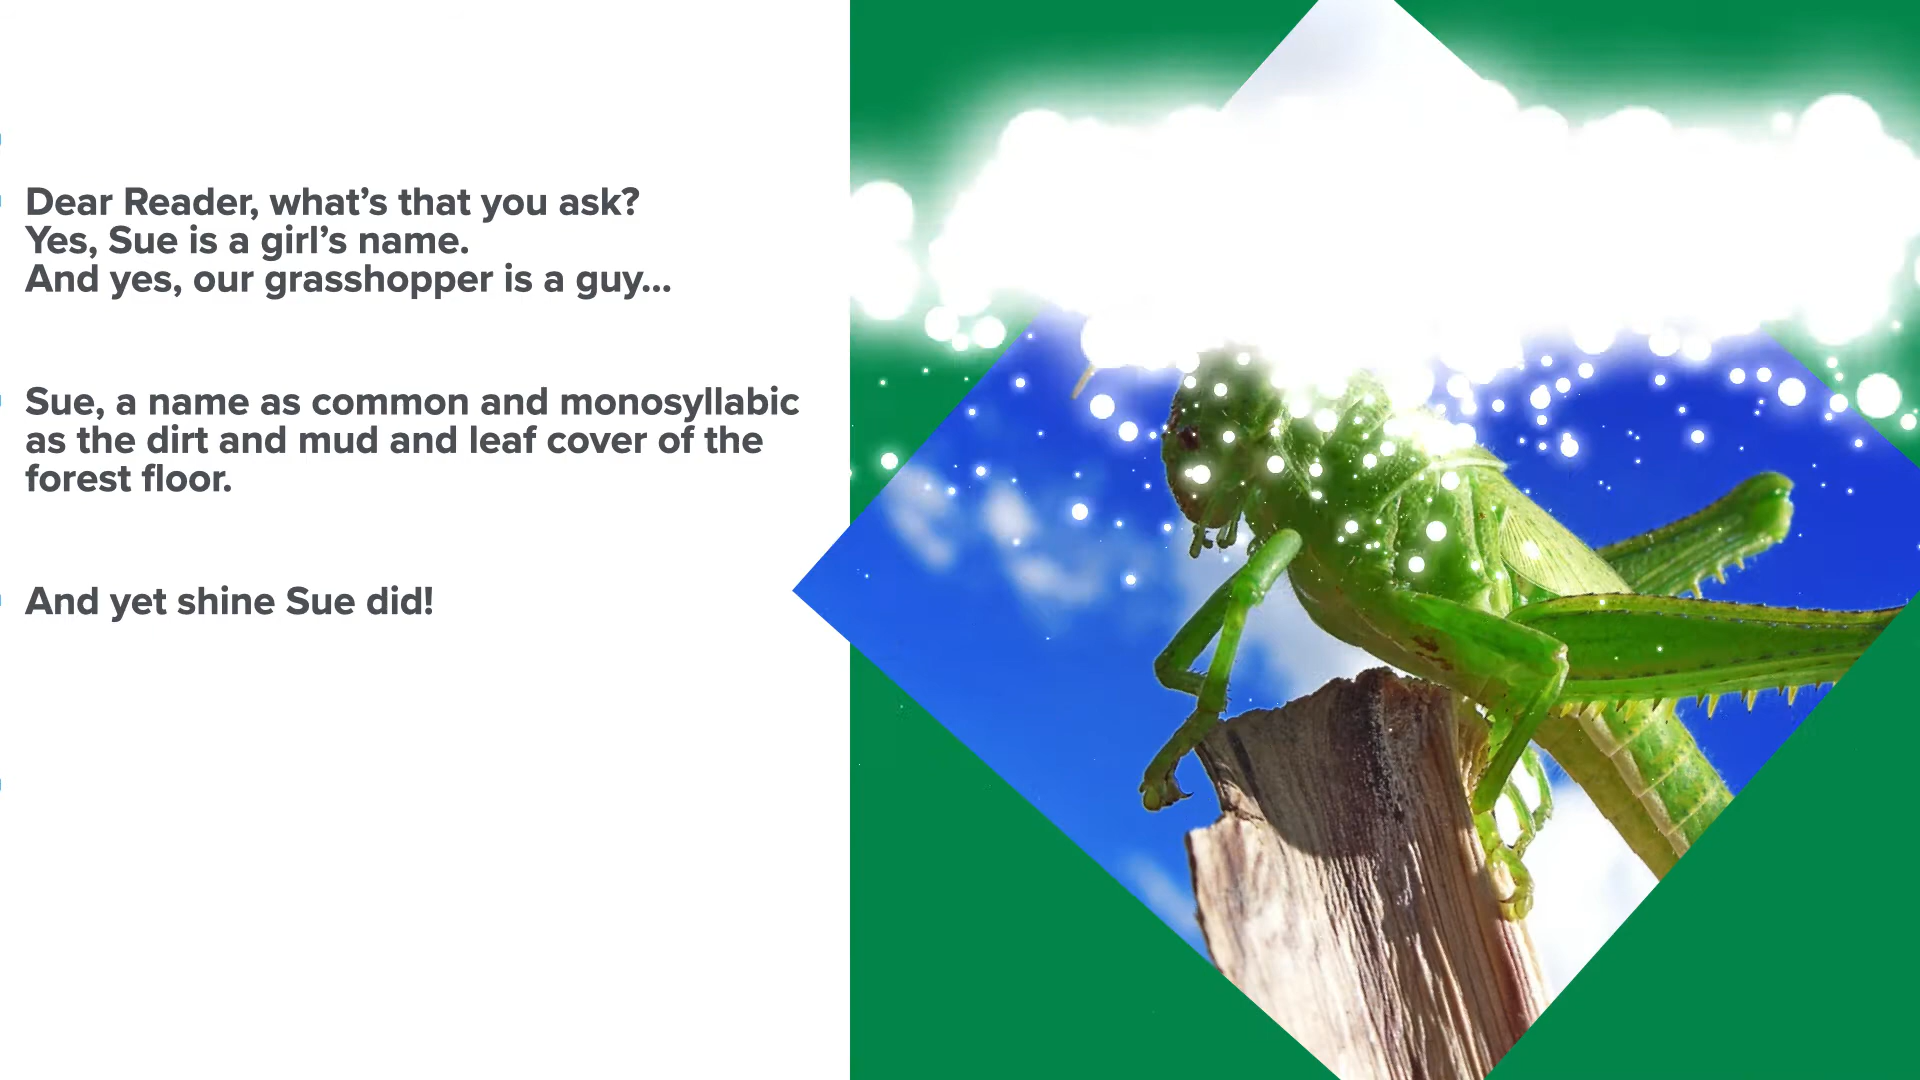 Dear Reader, what’s that you ask?
Yes, Sue is a girl’s name.
And yes, our grasshopper is a guy...
Sue, a name as common and monosyllabic
as the dirt and mud and leaf cover of the
forest floor.
And yet shine Sue did!